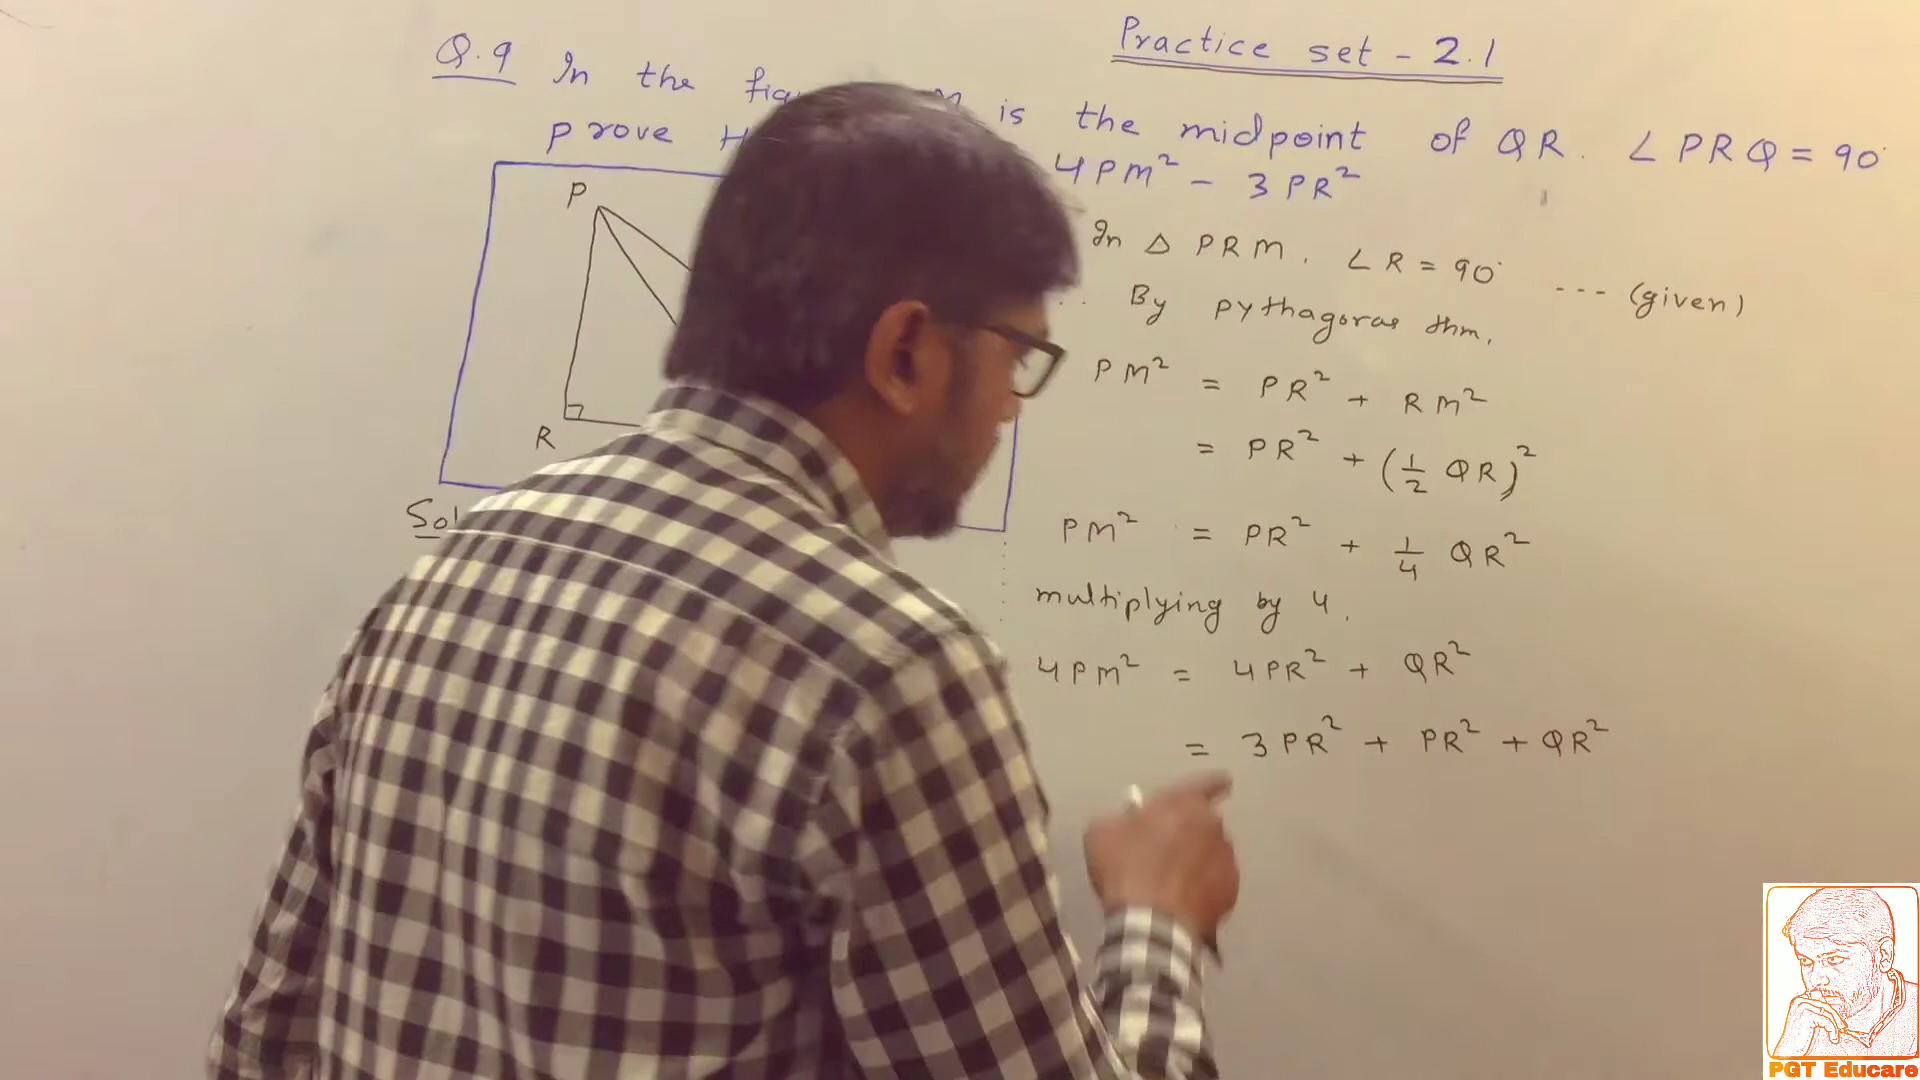 Practice set - 2.1
Q.9 In the is the midpoint of QR. ∠PRQ = 90°
prove 4PM² - 3PR²
P
R
Sol
In △ PRM, ∠R = 90° --- (given)
By pythagoras thm,
PM² = PR² + RM²
= PR² + (1/2 QR)²
PM² = PR² + 1/4 QR²
multiplying by 4.
4PM² = 4PR² + QR²
= 3PR² + PR² + QR²
PGT Educare